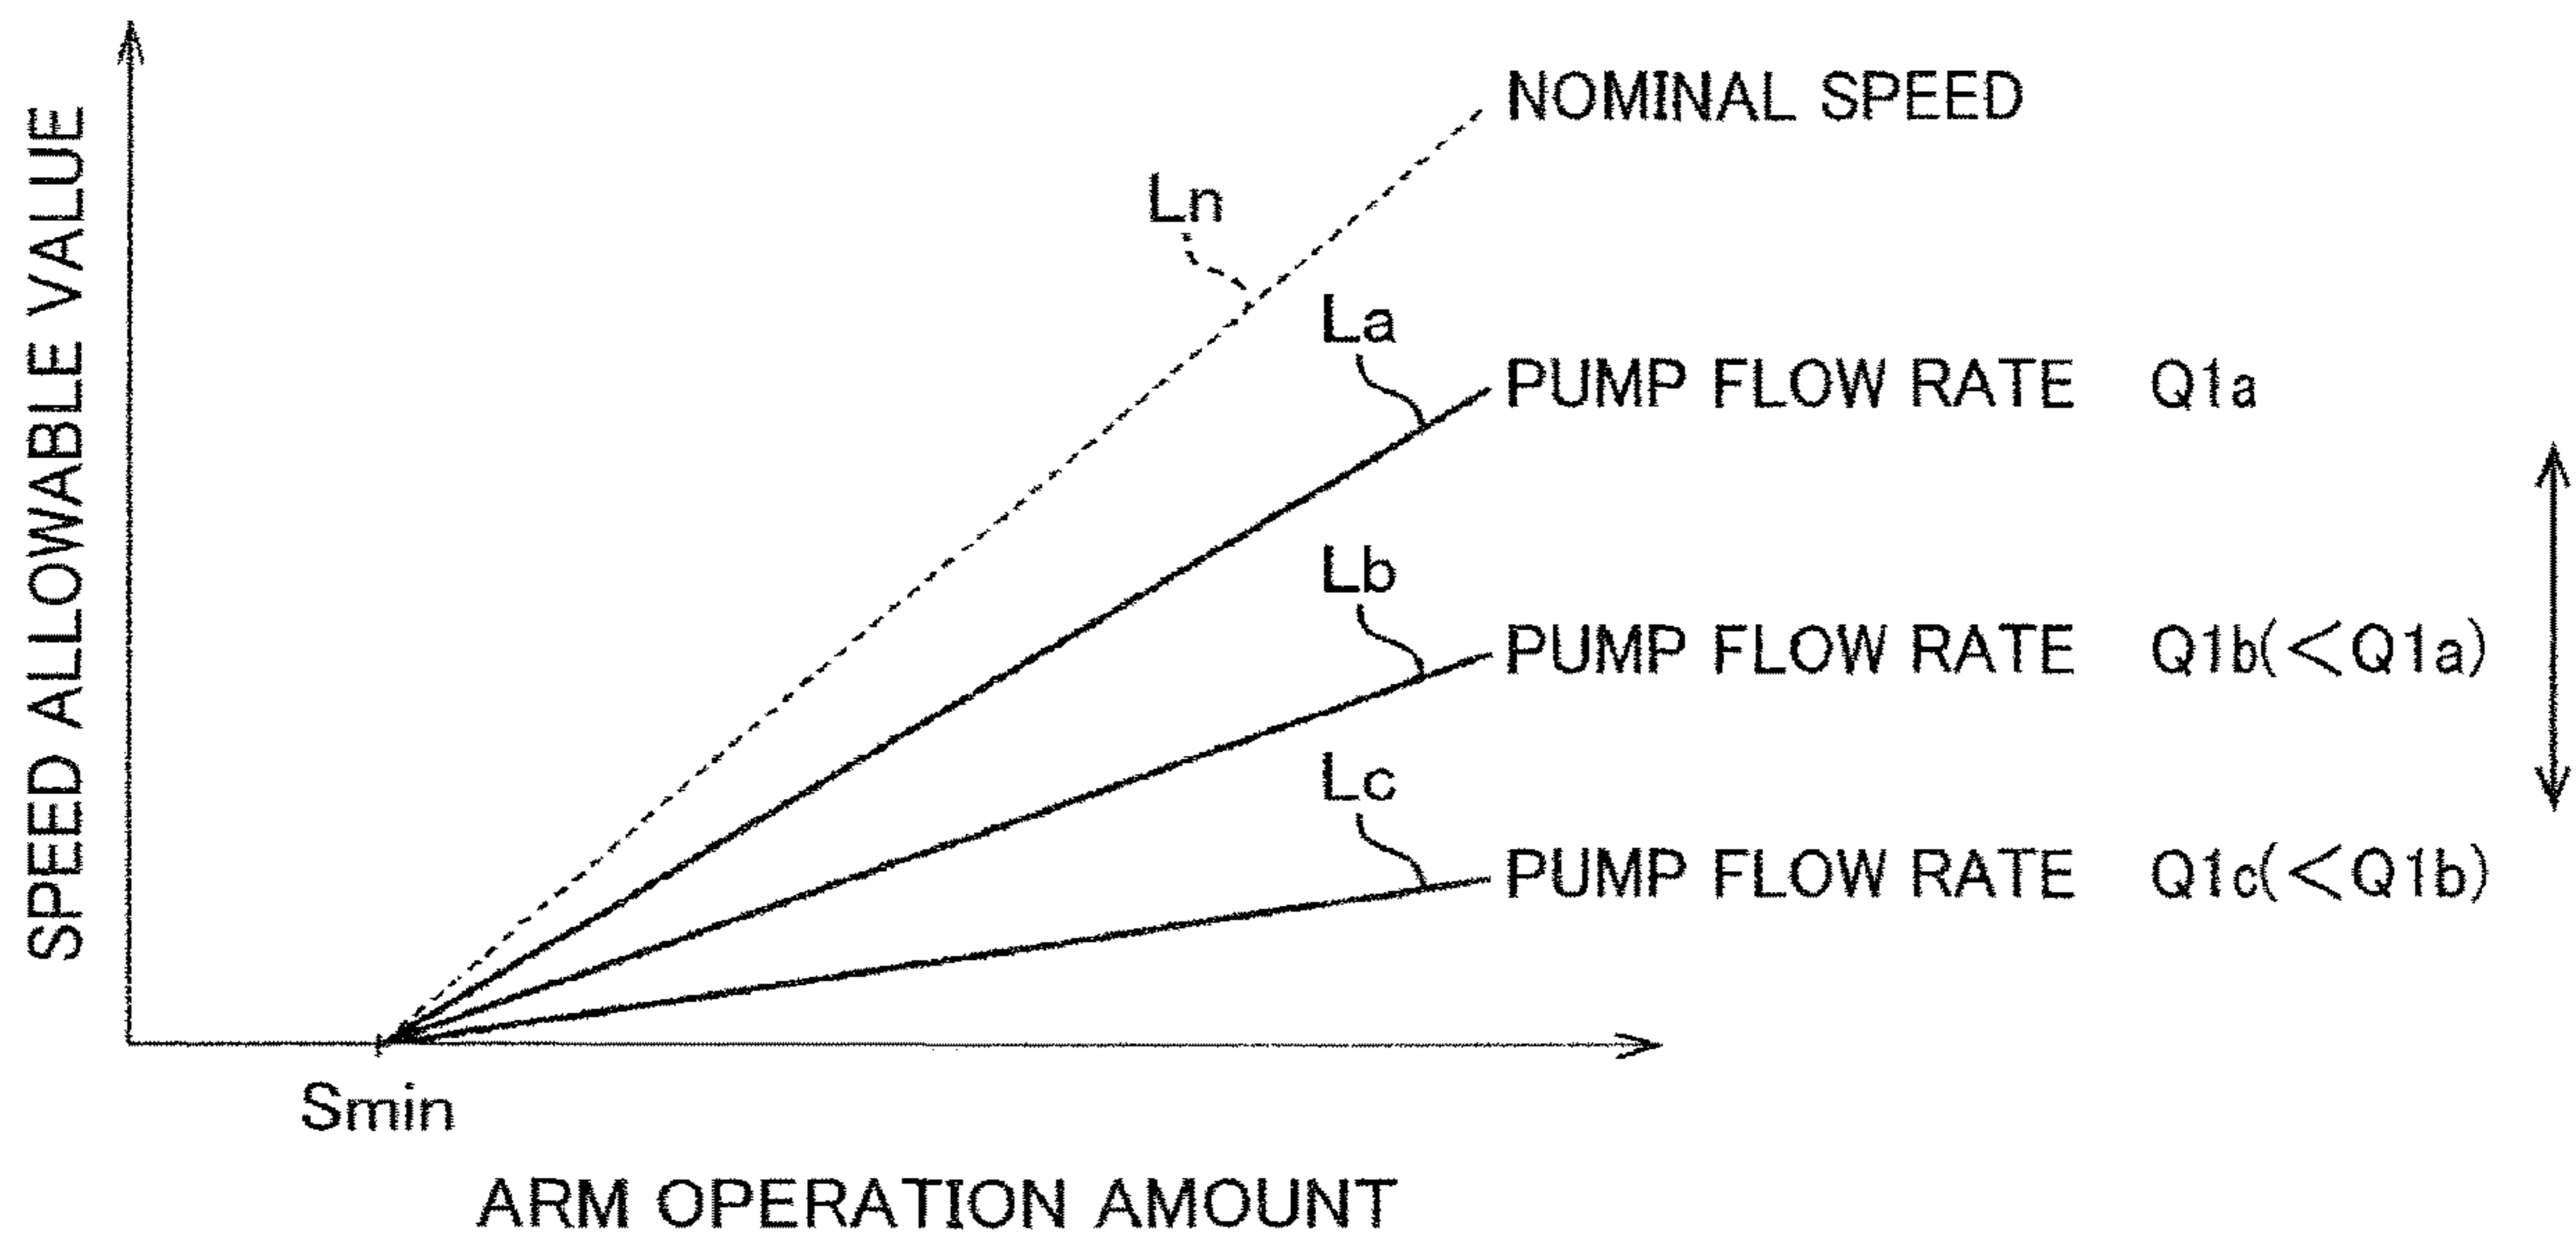 SPEED ALLOWABLE VALUE
NOMINAL SPEED
Ln
La
PUMP FLOW RATE Q1a
Lb
PUMP FLOW RATE Q1b(<Q1a)
Lc
PUMP FLOW RATE Q1c(<Q1b)
Smin
ARM OPERATION AMOUNT